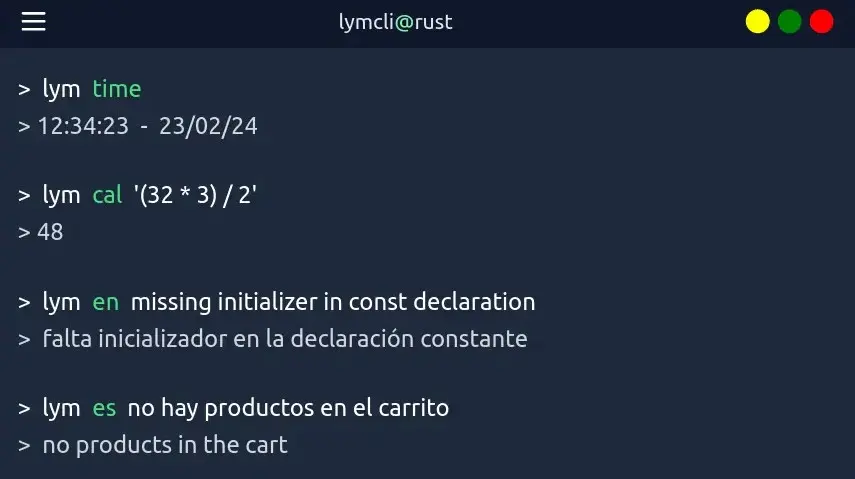 lymcli@rust
> lym time
> 12:34:23 - 23/02/24
> lym cal '(32 * 3) / 2'
> 48
> lym en missing initializer in const declaration
> falta inicializador en la declaración constante
> lym es no hay productos en el carrito
> no products in the cart